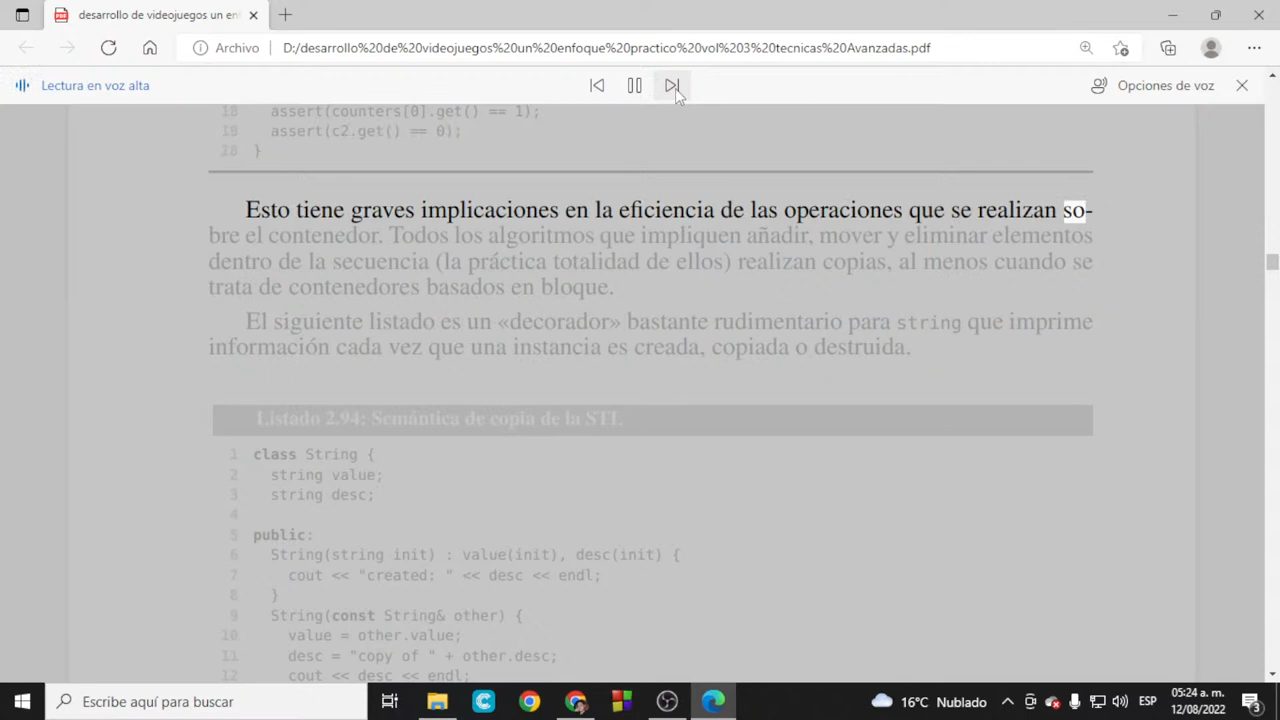 desarrollo de videojuegos un en
Archivo
D:/desarrollo%20de%20videojuegos%20un%20enfoque%20practico%20vol%203%20tecnicas%20Avanzadas.pdf
Lectura en voz alta
Opciones de voz
18 assert(counters[0].get() == 1);
19 assert(c2.get() == 0);
20 }
Esto tiene graves implicaciones en la eficiencia de las operaciones que se realizan so-
bre el contenedor. Todos los algoritmos que impliquen añadir, mover y eliminar elementos
dentro de la secuencia (la práctica totalidad de ellos) realizan copias, al menos cuando se
trata de contenedores basados en bloque.
El siguiente listado es un «decorador» bastante rudimentario para string que imprime
información cada vez que una instancia es creada, copiada o destruida.
Listado 2.94: Semántica de copia de la STL
1 class String {
2 string value;
3 string desc;
4
5 public:
6 String(string init) : value(init), desc(init) {
7 cout << "created: " << desc << endl;
8 }
9 String(const String& other) {
10 value = other.value;
11 desc = "copy of " + other.desc;
12 cout << desc << endl;
Escribe aquí para buscar
16°C Nublado
ESP
05:24 a. m.
12/08/2022
3